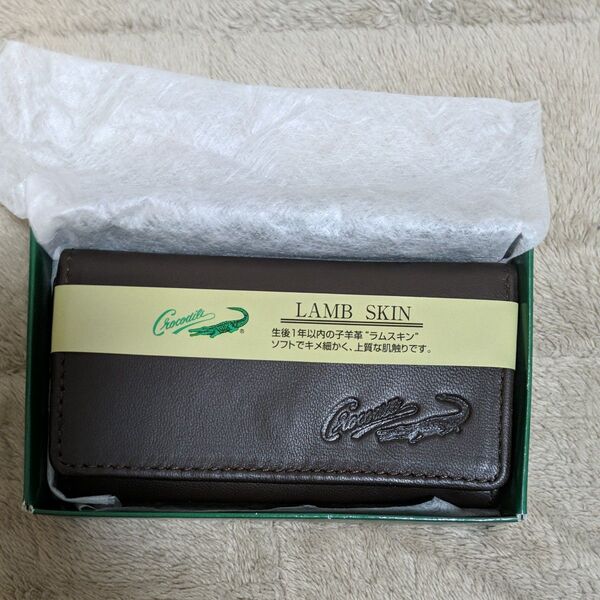 Crocodile ®
LAMB SKIN
生後1年以内の子羊革"ラムスキン"
ソフトでキメ細かく、上質な肌触りです。
Crocodile